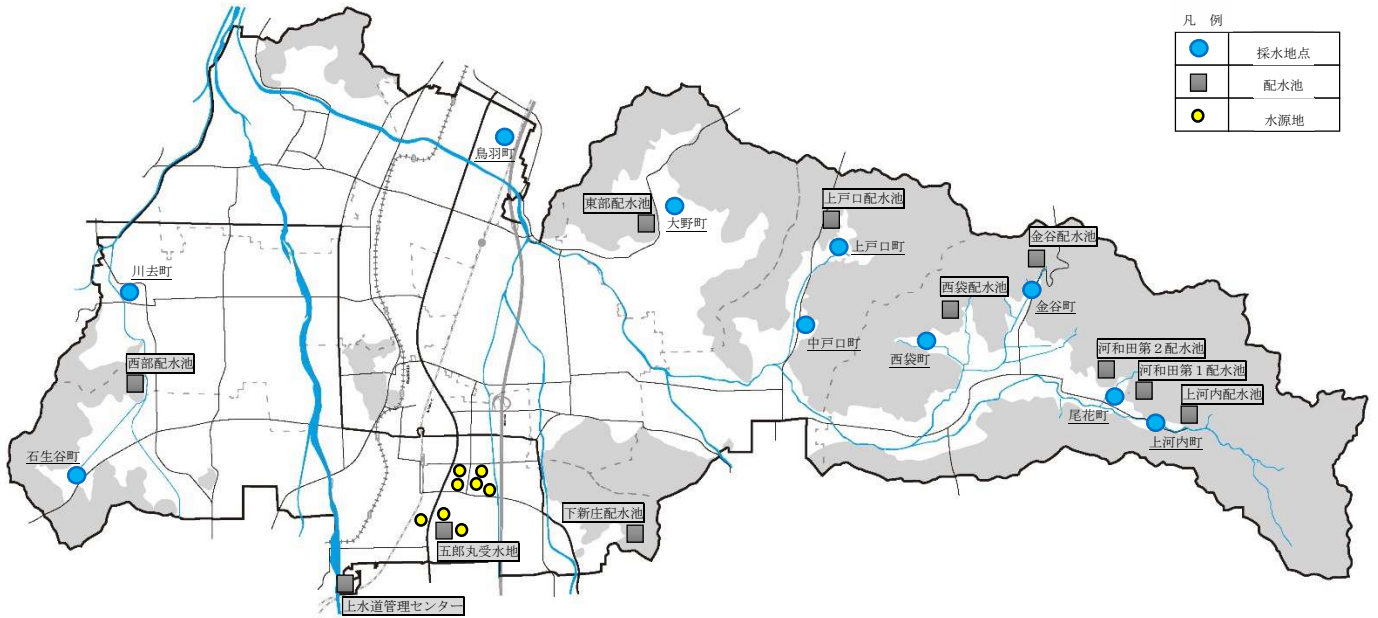 凡 例
採水地点
配水池
水源地
鳥羽町
東部配水池
大野町
上戸口配水池
上戸口町
金谷配水池
川去町
西袋配水池
金谷町
中戸口町
西袋町
河和田第２配水池
西部配水池
河和田第１配水池
上河内配水池
尾花町
上河内町
石生谷町
下新庄配水池
五郎丸受水地
上水道管理センター